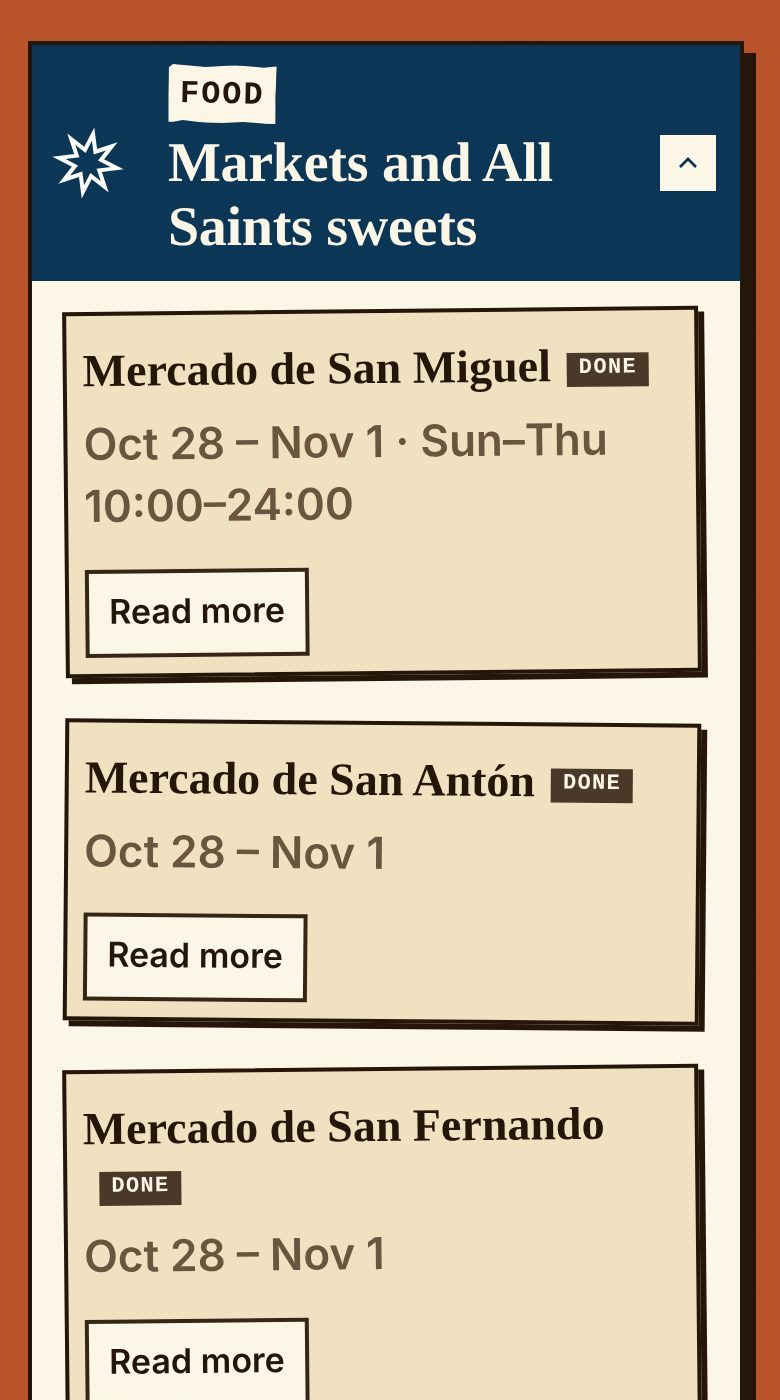 FOOD
Markets and All
Saints sweets
Mercado de San Miguel DONE
Oct 28 – Nov 1 · Sun–Thu
10:00–24:00
Read more
Mercado de San Antón DONE
Oct 28 – Nov 1
Read more
Mercado de San Fernando
DONE
Oct 28 – Nov 1
Read more